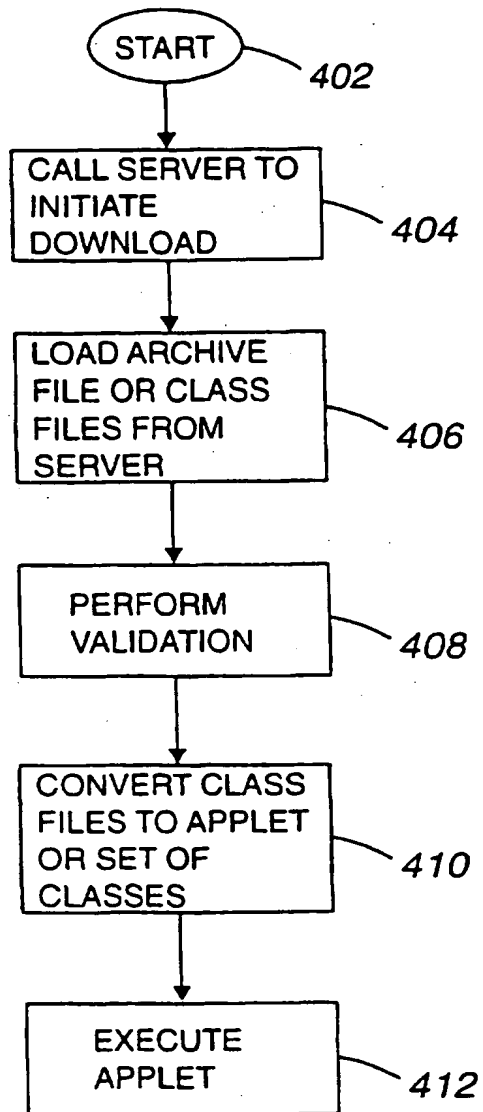 START
402
CALL SERVER TO
INITIATE
DOWNLOAD
404
LOAD ARCHIVE
FILE OR CLASS
FILES FROM
SERVER
406
PERFORM
VALIDATION
408
CONVERT CLASS
FILES TO APPLET
OR SET OF
CLASSES
410
EXECUTE
APPLET
412